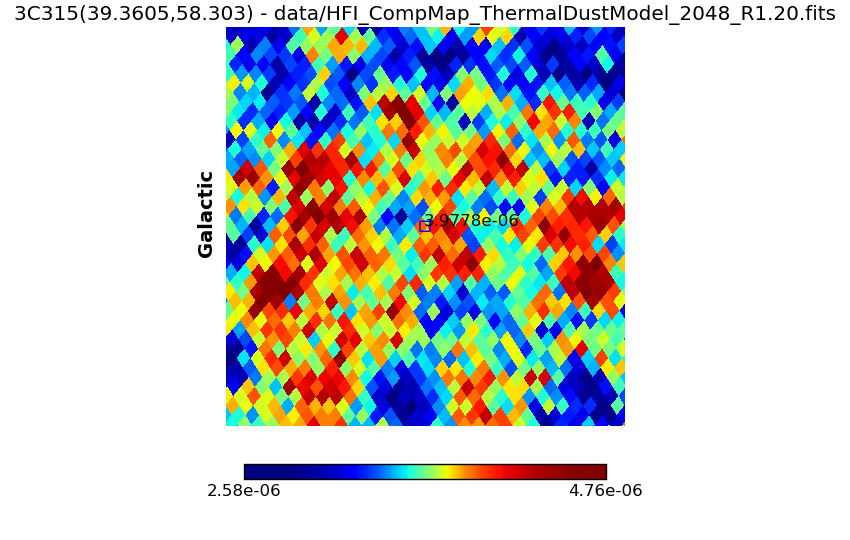 3C315(39.3605,58.303) - data/HFI_CompMap_ThermalDustModel_2048_R1.20.fits
Galactic
3.9778e-06
2.58e-06
4.76e-06